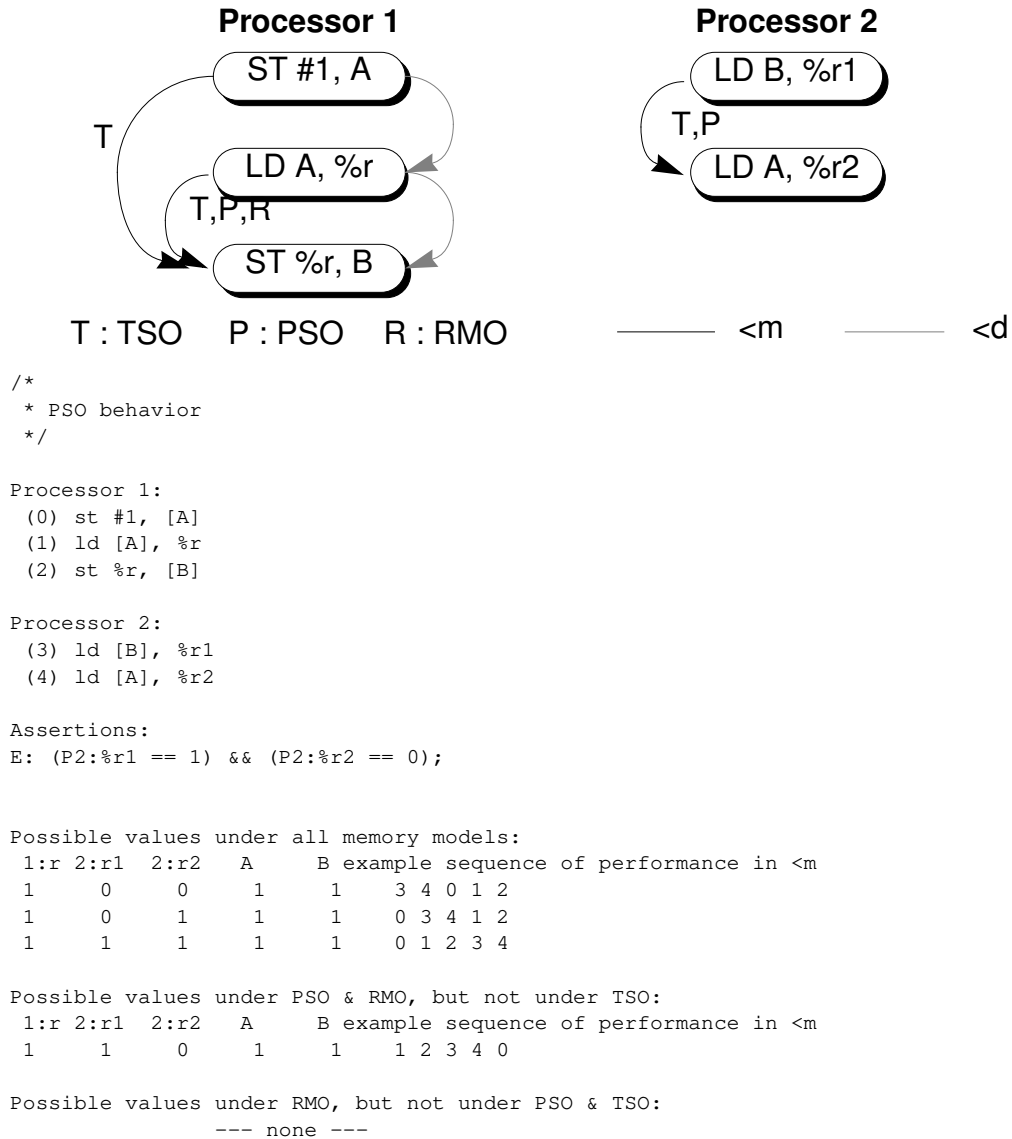 Processor 1 Processor 2
ST #1, A LD B, %r1
T T,P
LD A, %r LD A, %r2
T,P,R
ST %r, B
T : TSO P : PSO R : RMO <m <d
/*
 * PSO behavior
 */
Processor 1:
 (0) st #1, [A]
 (1) ld [A], %r
 (2) st %r, [B]
Processor 2:
 (3) ld [B], %r1
 (4) ld [A], %r2
Assertions:
E: (P2:%r1 == 1) && (P2:%r2 == 0);
Possible values under all memory models:
 1:r 2:r1 2:r2 A B example sequence of performance in <m
 1 0 0 1 1 3 4 0 1 2
 1 0 1 1 1 0 3 4 1 2
 1 1 1 1 1 0 1 2 3 4
Possible values under PSO & RMO, but not under TSO:
 1:r 2:r1 2:r2 A B example sequence of performance in <m
 1 1 0 1 1 1 2 3 4 0
Possible values under RMO, but not under PSO & TSO:
--- none ---